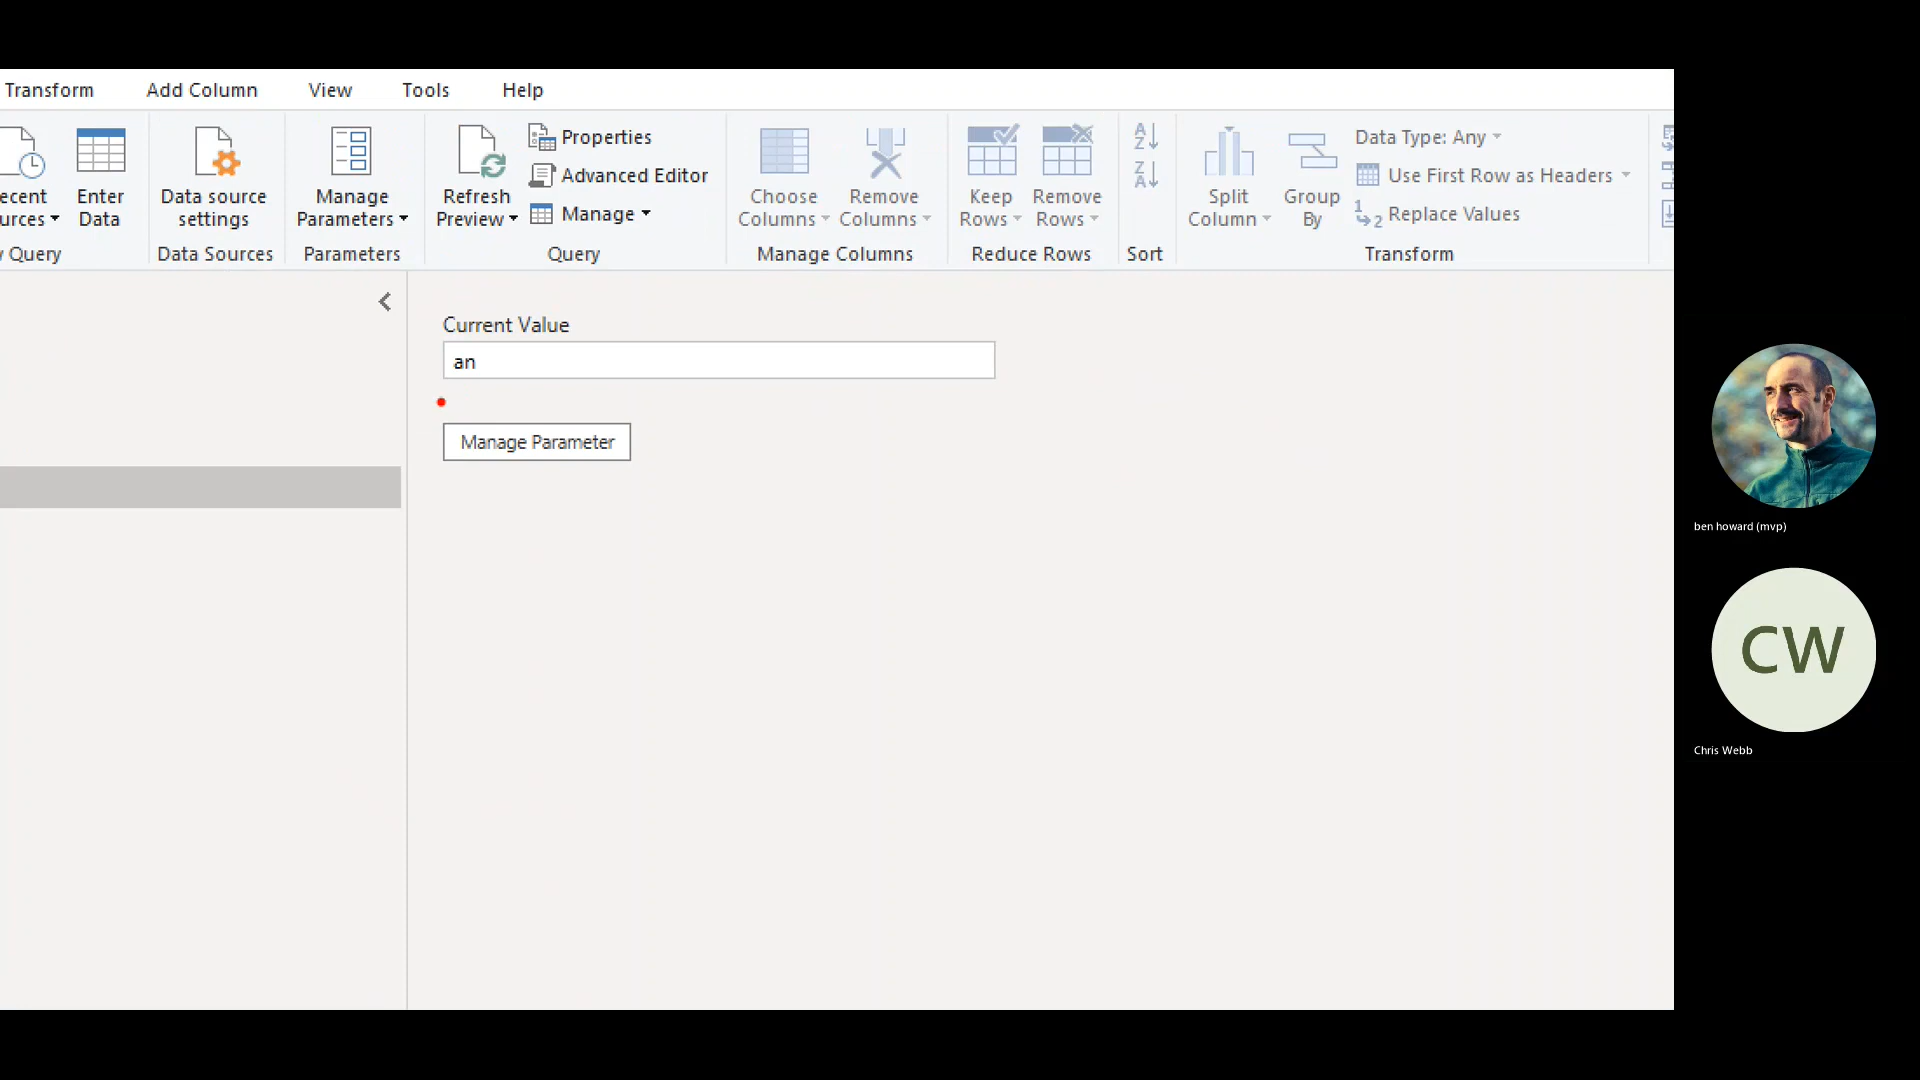 Transform Add Column View Tools Help
ecent
urces
Enter
Data
Data source
settings
Manage
Parameters
Refresh
Preview
Properties
Advanced Editor
Manage
Choose
Columns
Remove
Columns
Keep
Rows
Remove
Rows
A
Z
Z
A
Split
Column
Group
By
Data Type: Any
Use First Row as Headers
1
2
Replace Values
Query
Data Sources
Parameters
Query
Manage Columns
Reduce Rows
Sort
Transform
Current Value
an
Manage Parameter
ben howard (mvp)
CW
Chris Webb